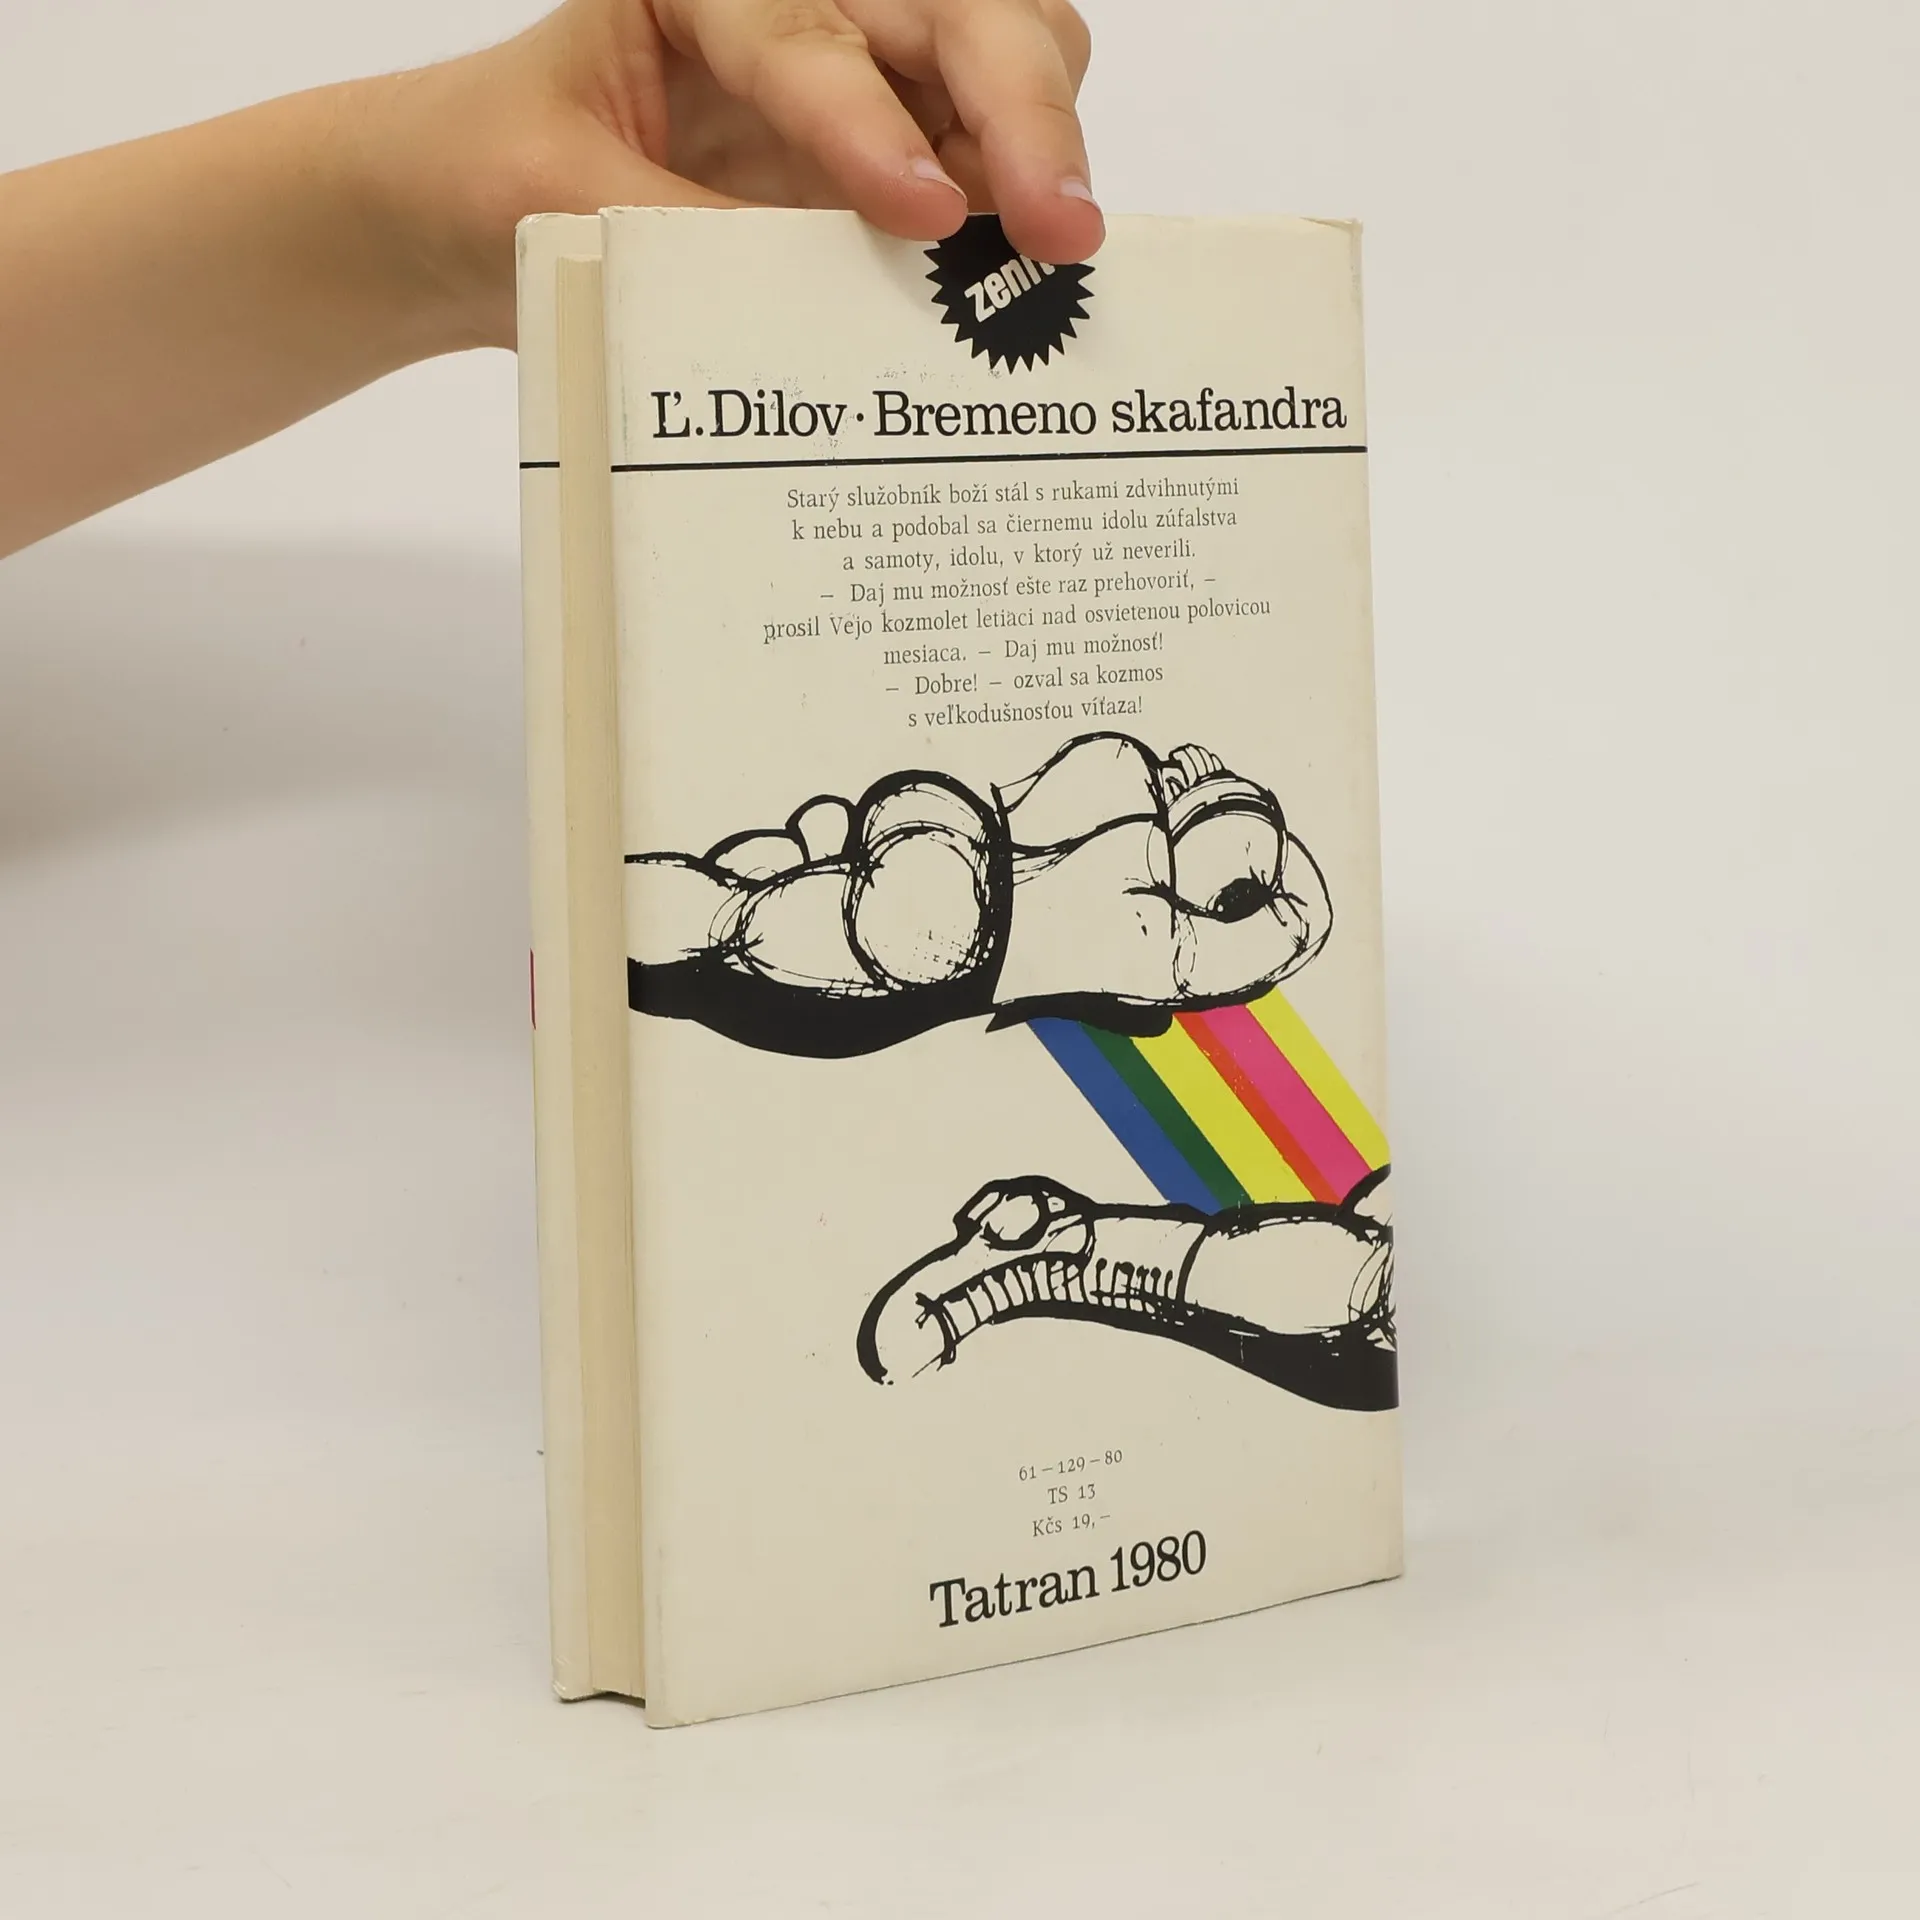 zenit
Ľ. Dilov · Bremeno skafandra
Starý služobník boží stál s rukami zdvihnutými
k nebu a podobal sa čiernemu idolu zúfalstva
a samoty, idolu, v ktorý už neverili.
– Daj mu možnosť ešte raz prehovoriť, –
prosil Vejo kozmolet letiaci nad osvietenou polovicou
mesiaca. – Daj mu možnosť!
– Dobre! – ozval sa kozmos
s veľkodušnosťou víťaza!
61 – 129 – 80
TS 13
Kčs 19,–
Tatran 1980